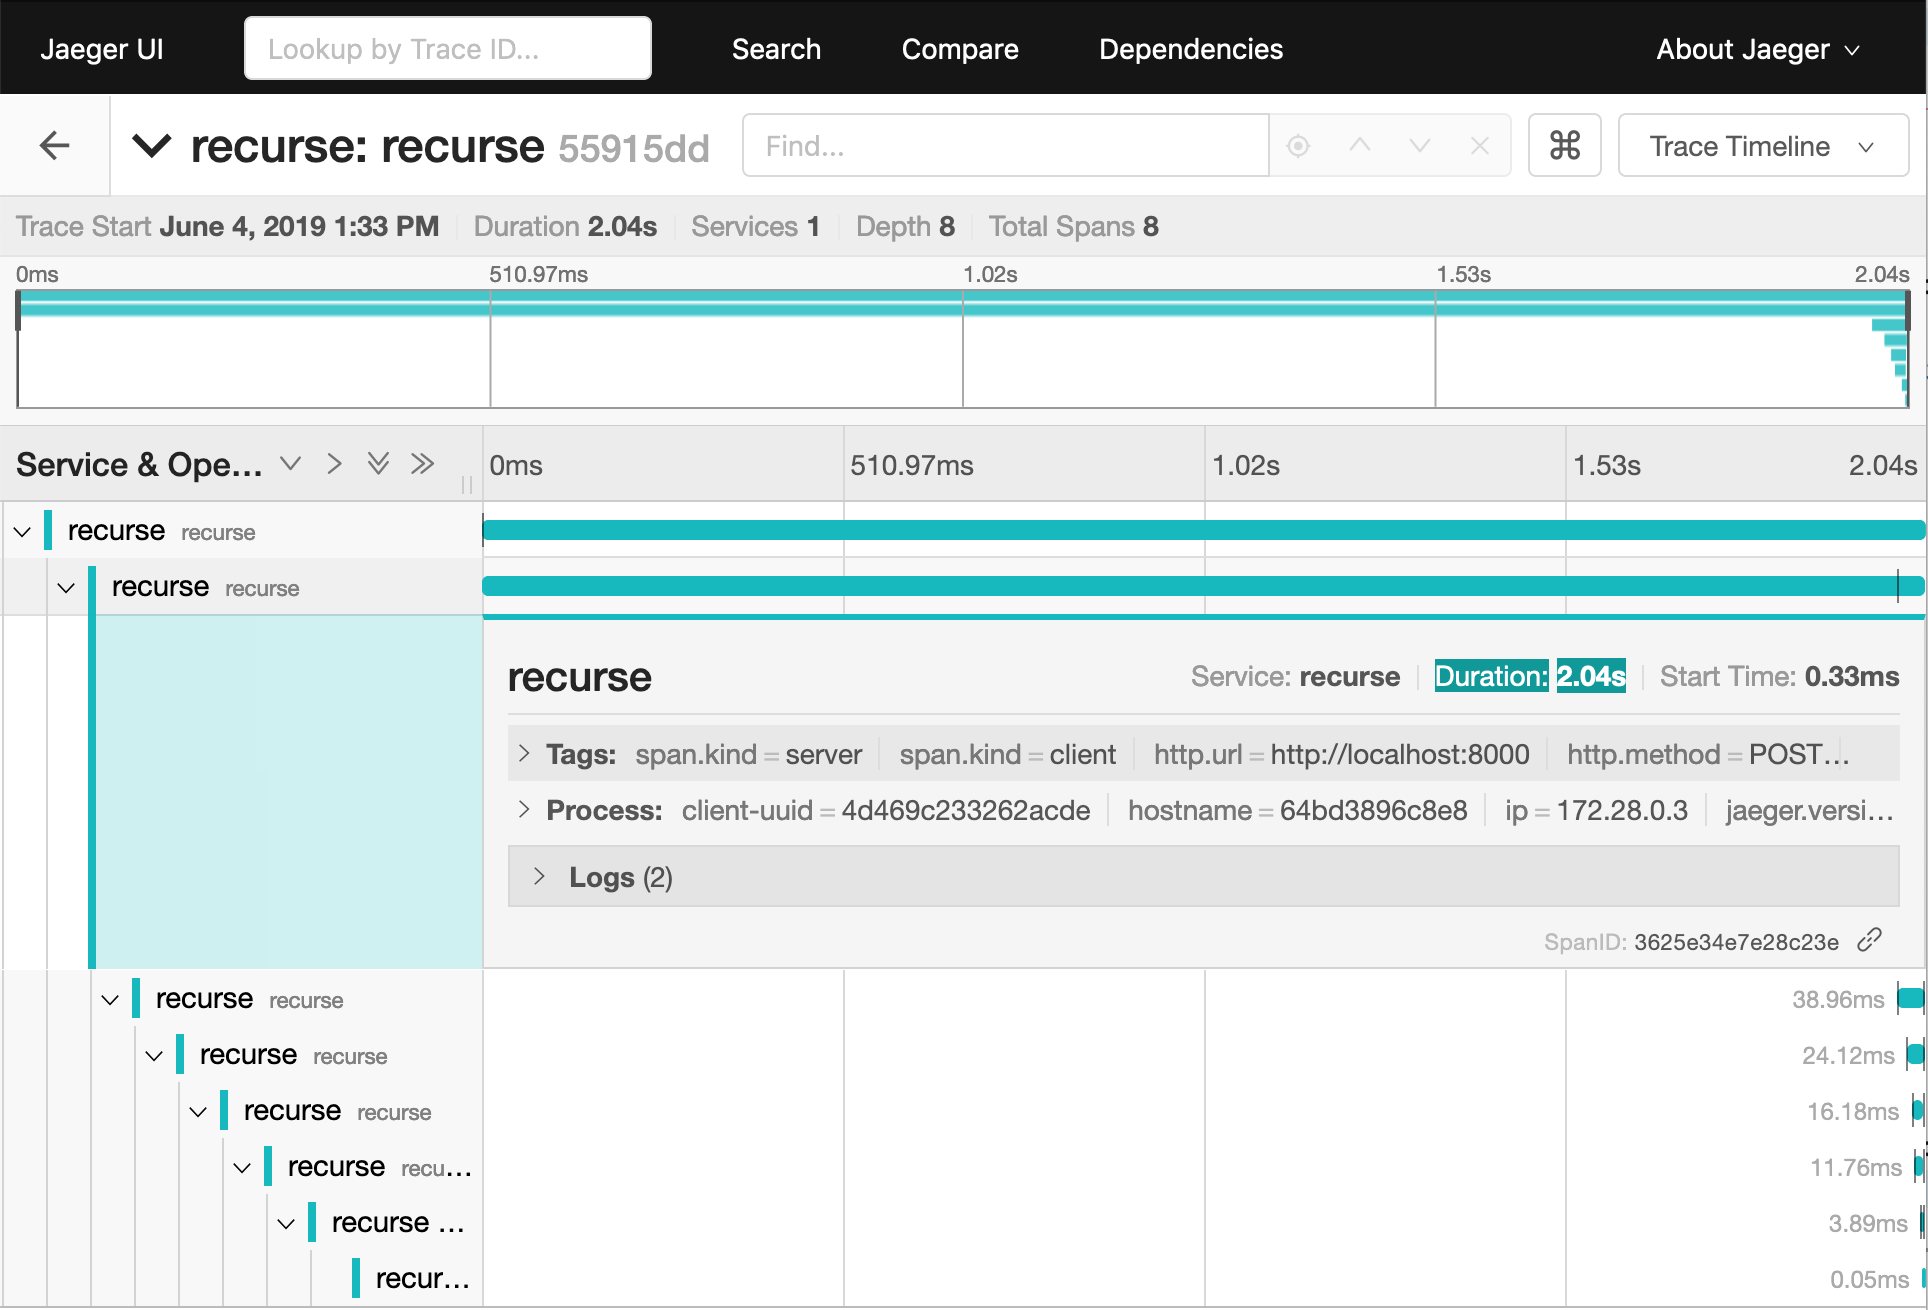 Jaeger UI Lookup by Trace ID... Search Compare Dependencies About Jaeger
recurse: recurse 55915dd Find... ⌘ Trace Timeline
Trace Start June 4, 2019 1:33 PM Duration 2.04s Services 1 Depth 8 Total Spans 8
0ms 510.97ms 1.02s 1.53s 2.04s
Service & Ope... 0ms 510.97ms 1.02s 1.53s 2.04s
recurse recurse
recurse recurse
recurse Service: recurse Duration: 2.04s Start Time: 0.33ms
Tags: span.kind = server span.kind = client http.url = http://localhost:8000 http.method = POST...
Process: client-uuid = 4d469c233262acde hostname = 64bd3896c8e8 ip = 172.28.0.3 jaeger.versi...
Logs (2)
SpanID: 3625e34e7e28c23e
recurse recurse 38.96ms
recurse recurse 24.12ms
recurse recurse 16.18ms
recurse recu... 11.76ms
recurse ... 3.89ms
recur... 0.05ms